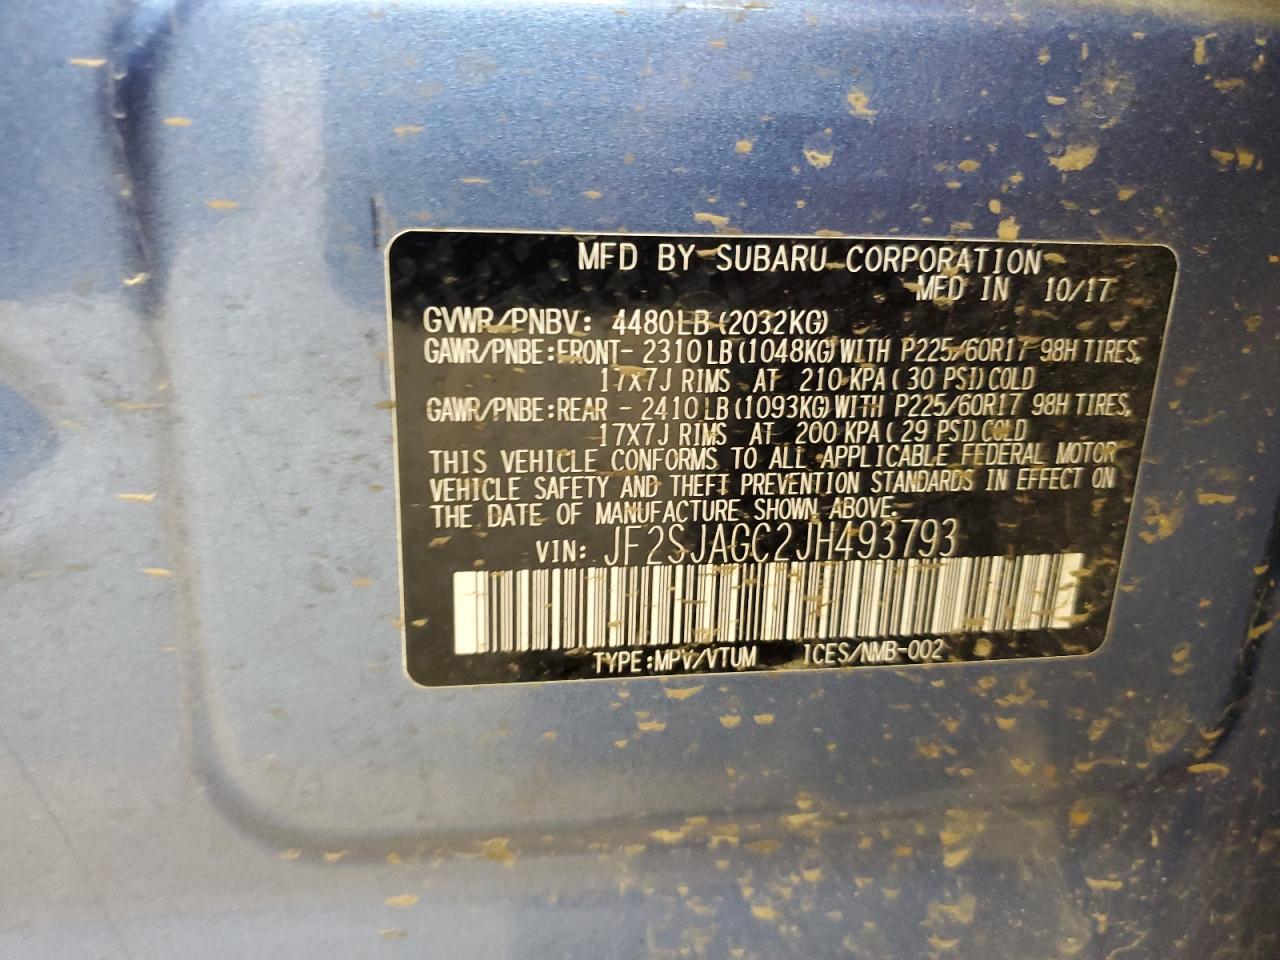 MFD BY SUBARU CORPORATION
MFD IN 10/17
GVWR/PNBV: 4480LB(2032KG)
GAWR/PNBE:FRONT- 2310LB(1048KG)WITH P225/60R17 98H TIRES,
17X7J RIMS AT 210 KPA(30 PSI)COLD
GAWR/PNBE:REAR - 2410LB(1093KG)WITH P225/60R17 98H TIRES,
17X7J RIMS AT 200 KPA(29 PSI)COLD
THIS VEHICLE CONFORMS TO ALL APPLICABLE FEDERAL MOTOR
VEHICLE SAFETY AND THEFT PREVENTION STANDARDS IN EFFECT ON
THE DATE OF MANUFACTURE SHOWN ABOVE.
VIN: JF2SJAGC2JH493793
TYPE:MPV/VTUM ICES/NMB-002